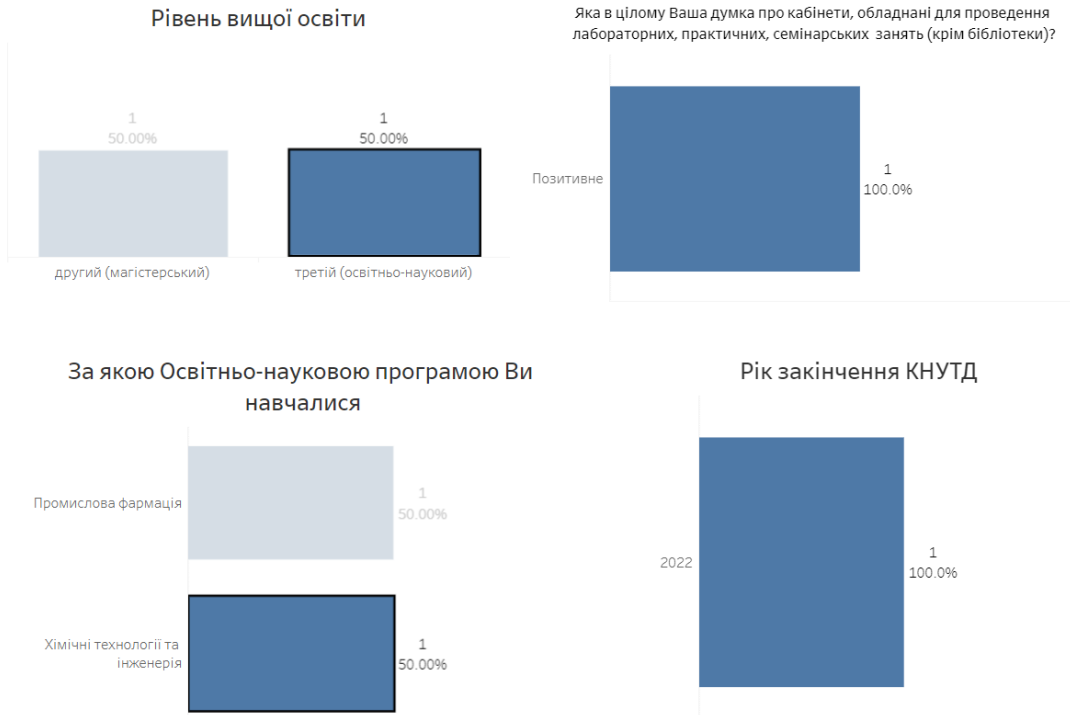 Рівень вищої освіти
1
50.00%
1
50.00%
другий (магістерський)
третій (освітньо-науковий)
Яка в цілому Ваша думка про кабінети, обладнані для проведення
лабораторних, практичних, семінарських занять (крім бібліотеки)?
Позитивне
1
100.0%
За якою Освітньо-науковою програмою Ви
навчалися
Промислова фармація
1
50.00%
Хімічні технології та
інженерія
1
50.00%
Рік закінчення КНУТД
2022
1
100.0%